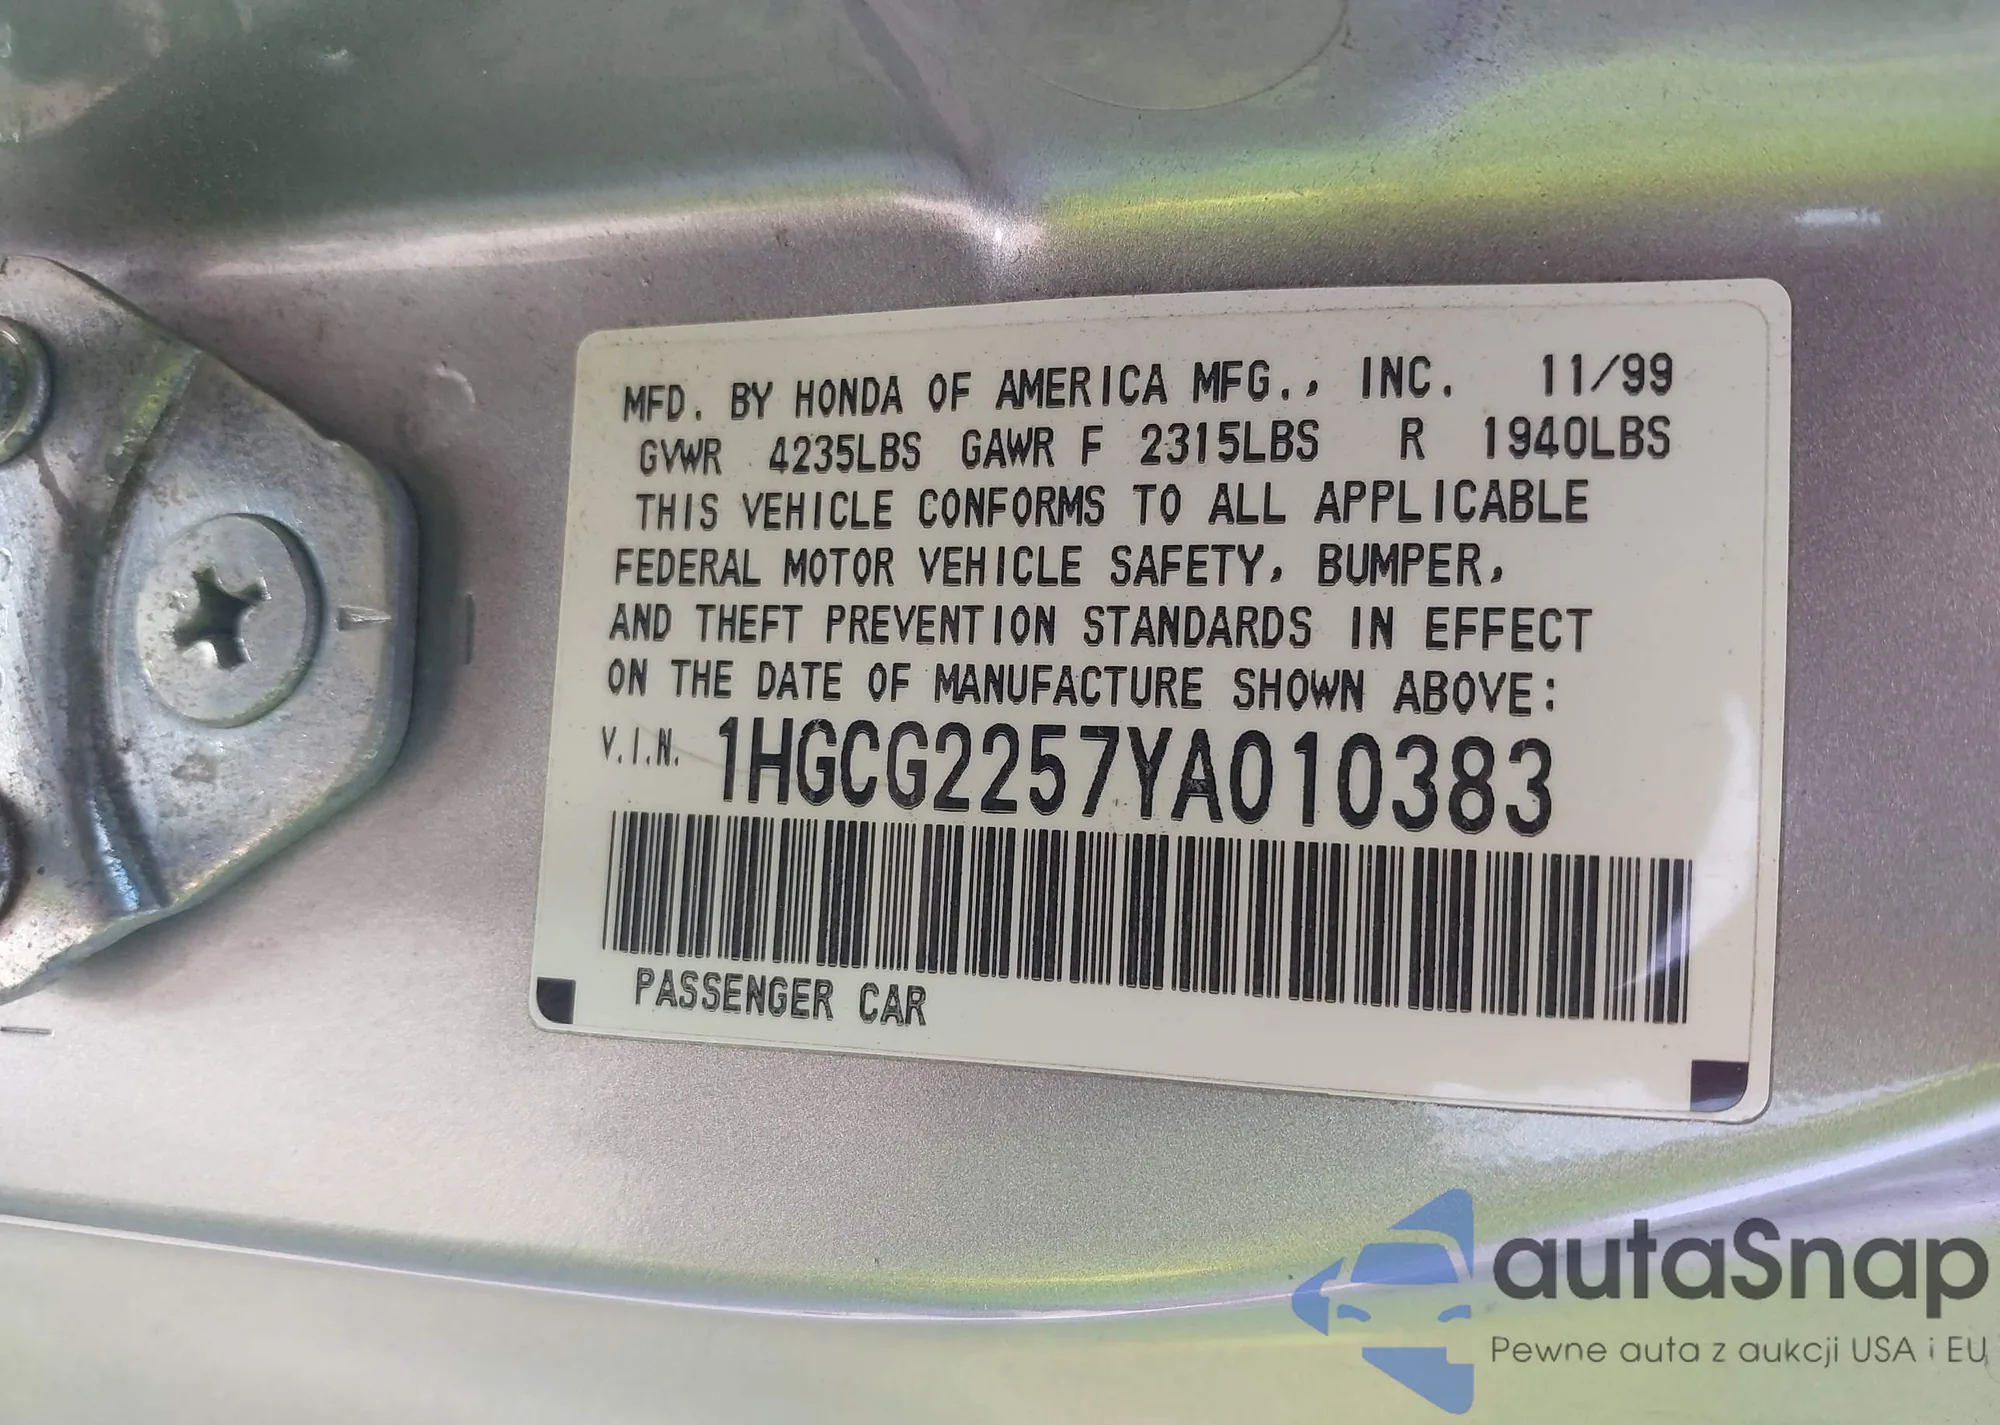 MFD. BY HONDA OF AMERICA MFG., INC. 11/99
GVWR 4235LBS GAWR F 2315LBS R 1940LBS
THIS VEHICLE CONFORMS TO ALL APPLICABLE
FEDERAL MOTOR VEHICLE SAFETY, BUMPER,
AND THEFT PREVENTION STANDARDS IN EFFECT
ON THE DATE OF MANUFACTURE SHOWN ABOVE:
V.I.N. 1HGCG2257YA010383
PASSENGER CAR
autaSnap
Pewne auta z aukcji USA i EU